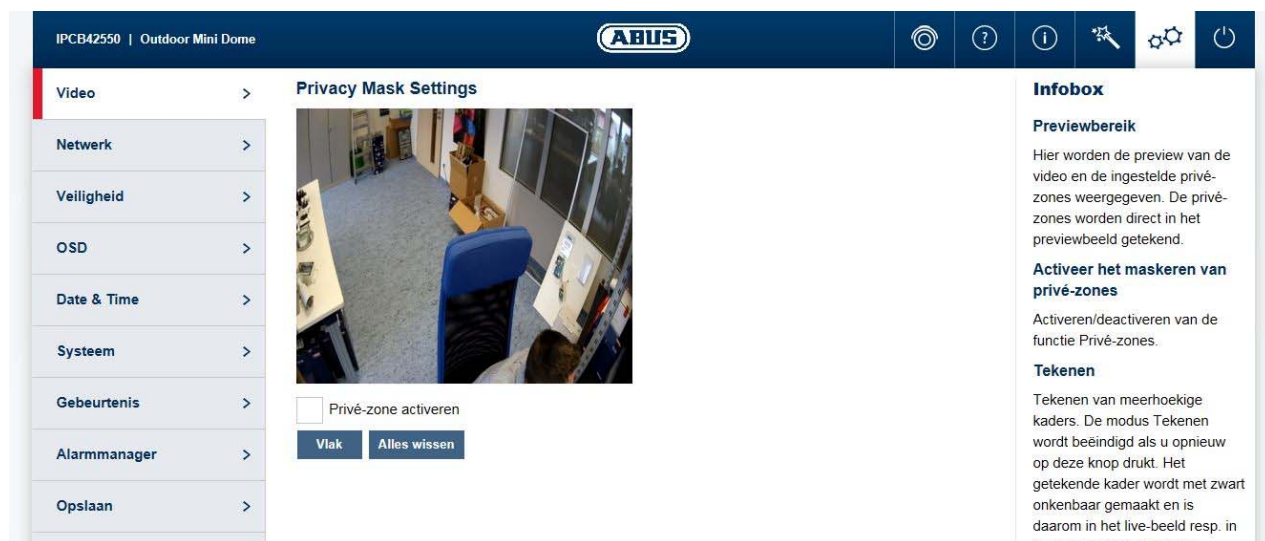 IPCB42550 | Outdoor Mini Dome
ABUS
Video
Netwerk
Veiligheid
OSD
Date & Time
Systeem
Gebeurtenis
Alarmmanager
Opslaan
Privacy Mask Settings
Privé-zone activeren
Vlak
Alles wissen
Infobox
Previewbereik
Hier worden de preview van de
video en de ingestelde privé-
zones weergegeven. De privé-
zones worden direct in het
previewbeeld getekend.
Activeer het maskeren van
privé-zones
Activeren/deactiveren van de
functie Privé-zones.
Tekenen
Tekenen van meerhoekige
kaders. De modus Tekenen
wordt beëindigd als u opnieuw
op deze knop drukt. Het
getekende kader wordt met zwart
onkenbaar gemaakt en is
daarom in het live-beeld resp. in